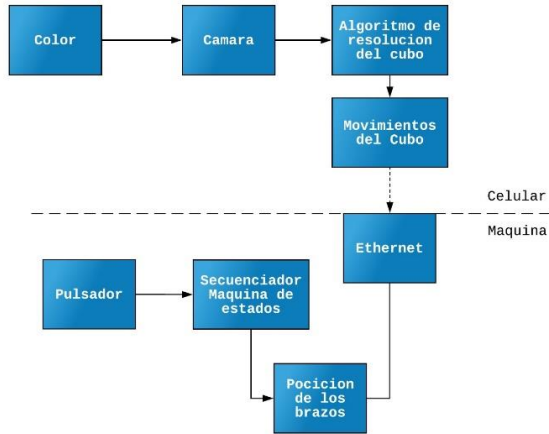 Color
Camara
Algoritmo de
resolucion
del cubo
Movimientos
del Cubo
Celular
Maquina
Ethernet
Pulsador
Secuenciador
Maquina de
estados
Pocicion
de los
brazos